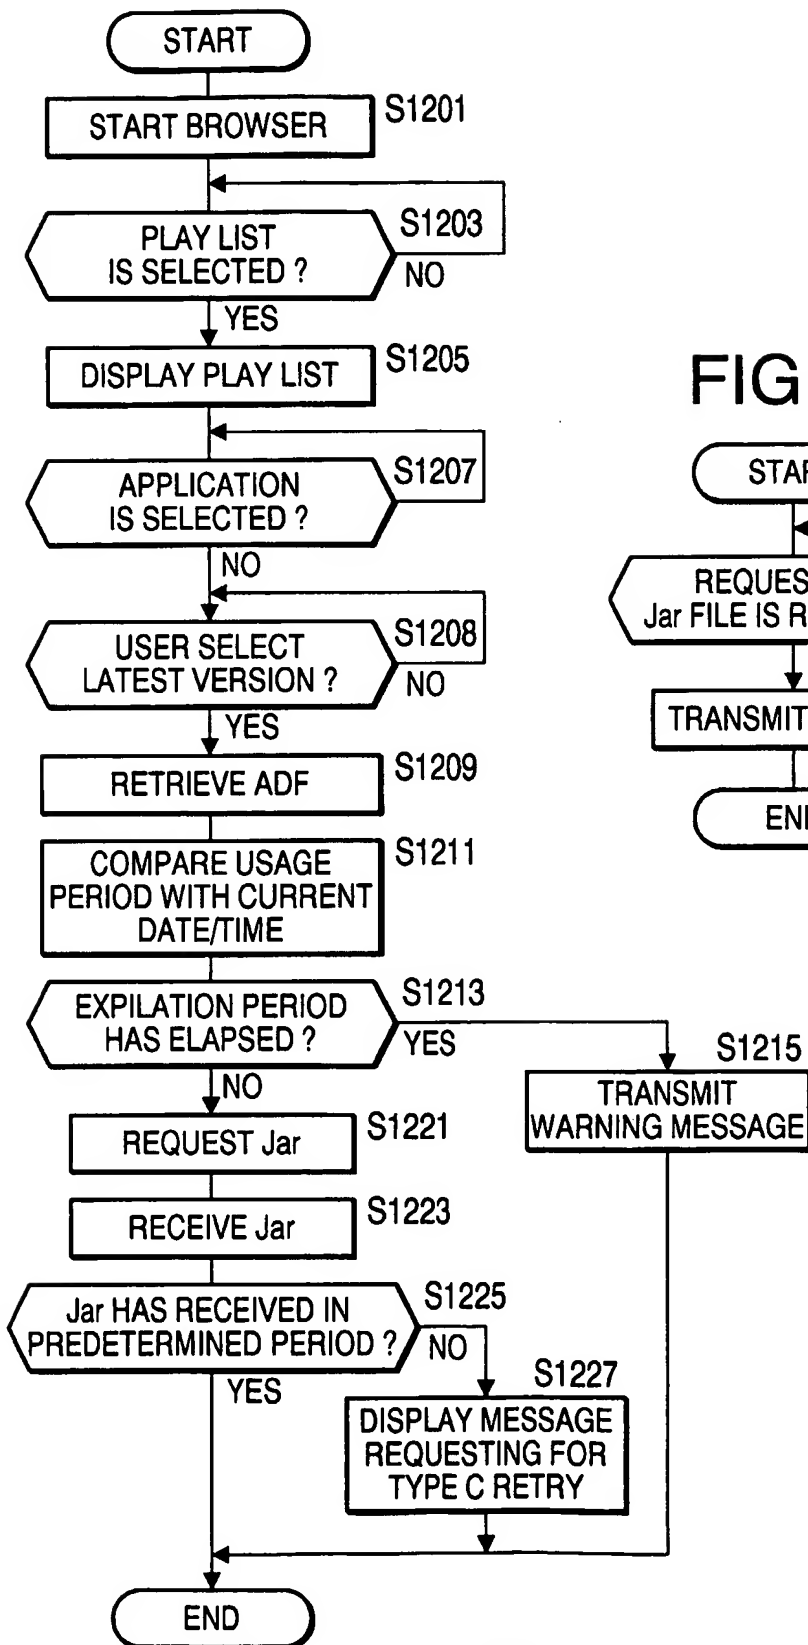 START
START BROWSER
S1201
PLAY LIST
IS SELECTED ?
S1203
NO
YES
DISPLAY PLAY LIST
S1205
APPLICATION
IS SELECTED ?
S1207
NO
USER SELECT
LATEST VERSION ?
S1208
NO
YES
RETRIEVE ADF
S1209
COMPARE USAGE
PERIOD WITH CURRENT
DATE/TIME
S1211
EXPILATION PERIOD
HAS ELAPSED ?
S1213
YES
NO
S1215
TRANSMIT
WARNING MESSAGE
REQUEST Jar
S1221
RECEIVE Jar
S1223
Jar HAS RECEIVED IN
PREDETERMINED PERIOD ?
S1225
NO
YES
S1227
DISPLAY MESSAGE
REQUESTING FOR
TYPE C RETRY
END
FIG
Jar FILE IS
TRANSMIT